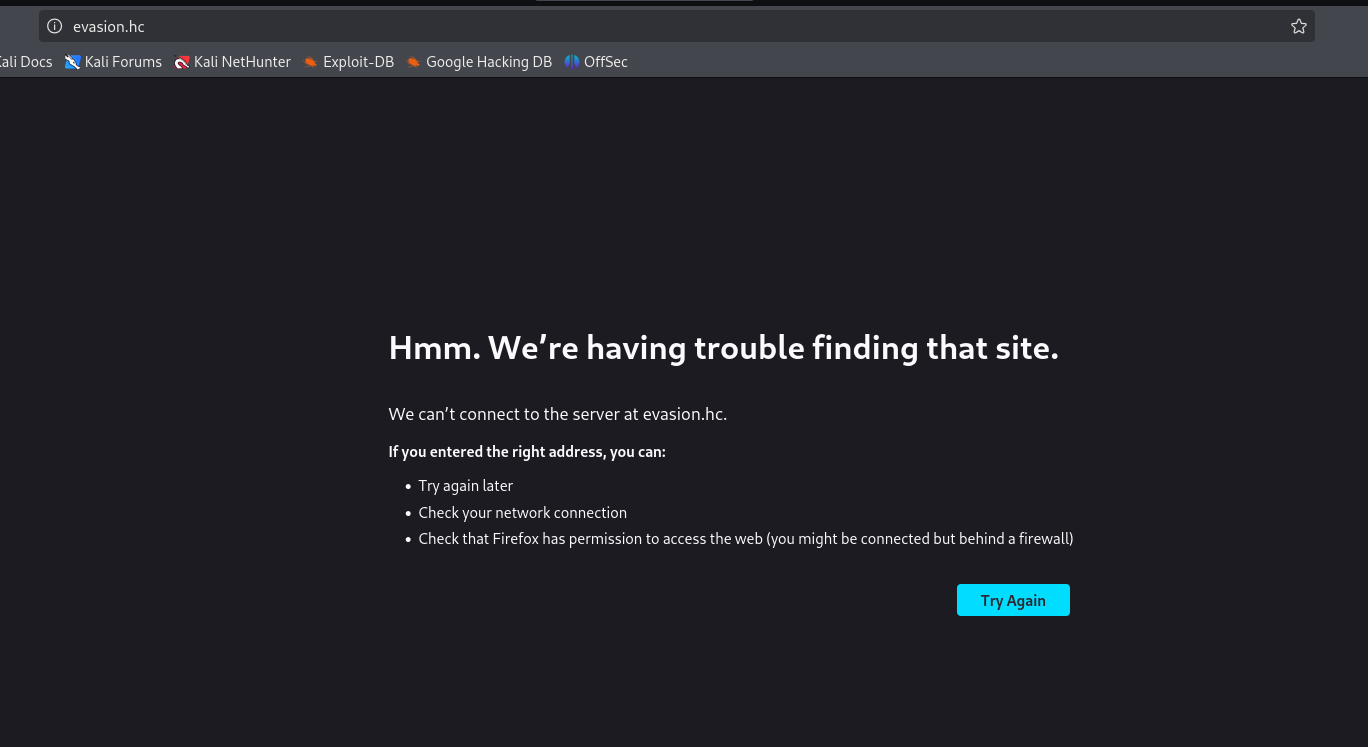 evasion.hc
Kali Docs Kali Forums Kali NetHunter Exploit-DB Google Hacking DB OffSec
Hmm. We’re having trouble finding that site.
We can’t connect to the server at evasion.hc.
If you entered the right address, you can:
• Try again later
• Check your network connection
• Check that Firefox has permission to access the web (you might be connected but behind a firewall)
Try Again